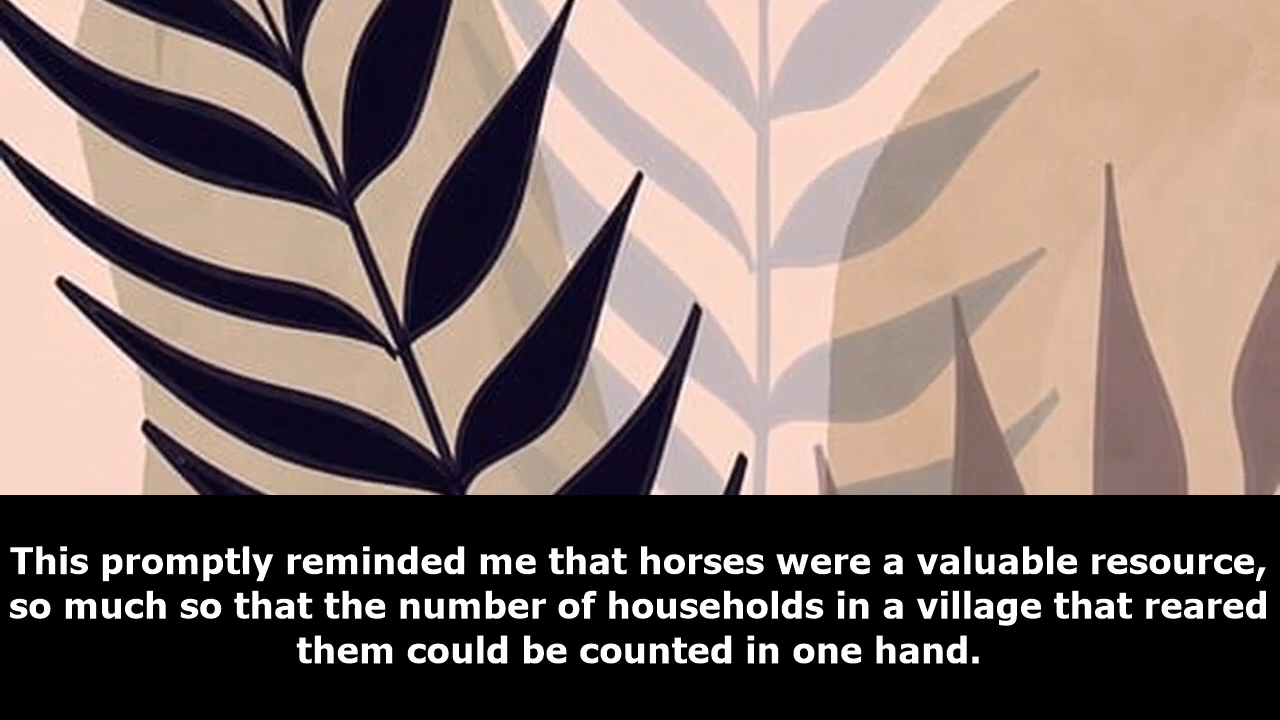 This promptly reminded me that horses were a valuable resource,
so much so that the number of households in a village that reared
them could be counted in one hand.